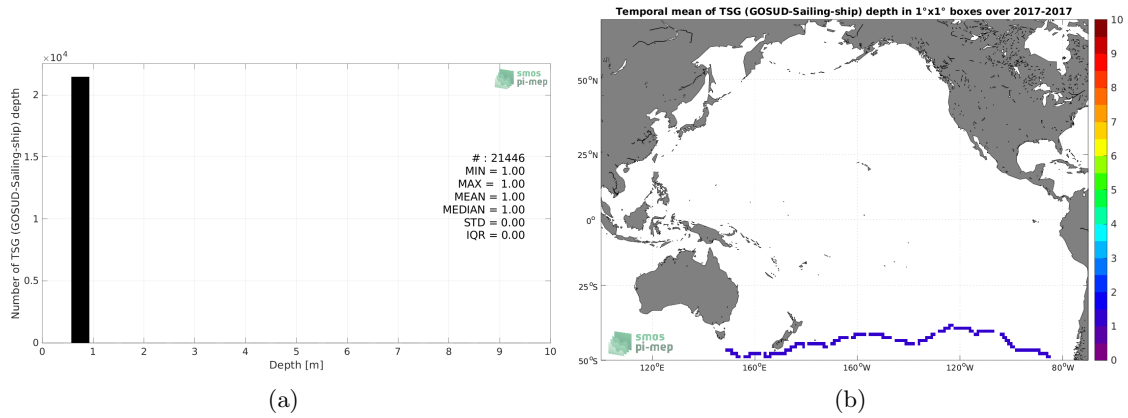 ×10⁴
2
1.5
1
0.5
0
Number of TSG (GOSUD-Sailing-ship) depth
smos
pi-mep
# : 21446
MIN = 1.00
MAX = 1.00
MEAN = 1.00
MEDIAN = 1.00
STD = 0.00
IQR = 0.00
0 1 2 3 4 5 6 7 8 9 10
Depth [m]
(a)
Temporal mean of TSG (GOSUD-Sailing-ship) depth in 1°x1° boxes over 2017-2017
50°N
25°N
0°
25°S
50°S
smos
pi-mep
120°E 160°E 160°W 120°W 80°W
10
9
8
7
6
5
4
3
2
1
0
(b)